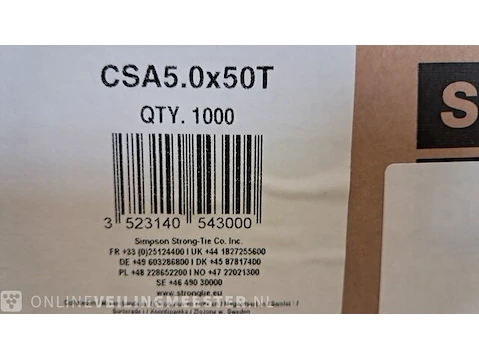 CSA5.0x50T
QTY. 1000
3 523140 543000
Simpson Strong-Tie Co. Inc.
FR +33 (0)25124400 | UK +44 1827255600
DE +49 603286800 | DK +45 87817400
PL +48 228652200 | NO +47 22021300
SE +46 490 30000
www.strongtie.eu
Sweden
S
© ONLINEVEILINGMEESTER.NL